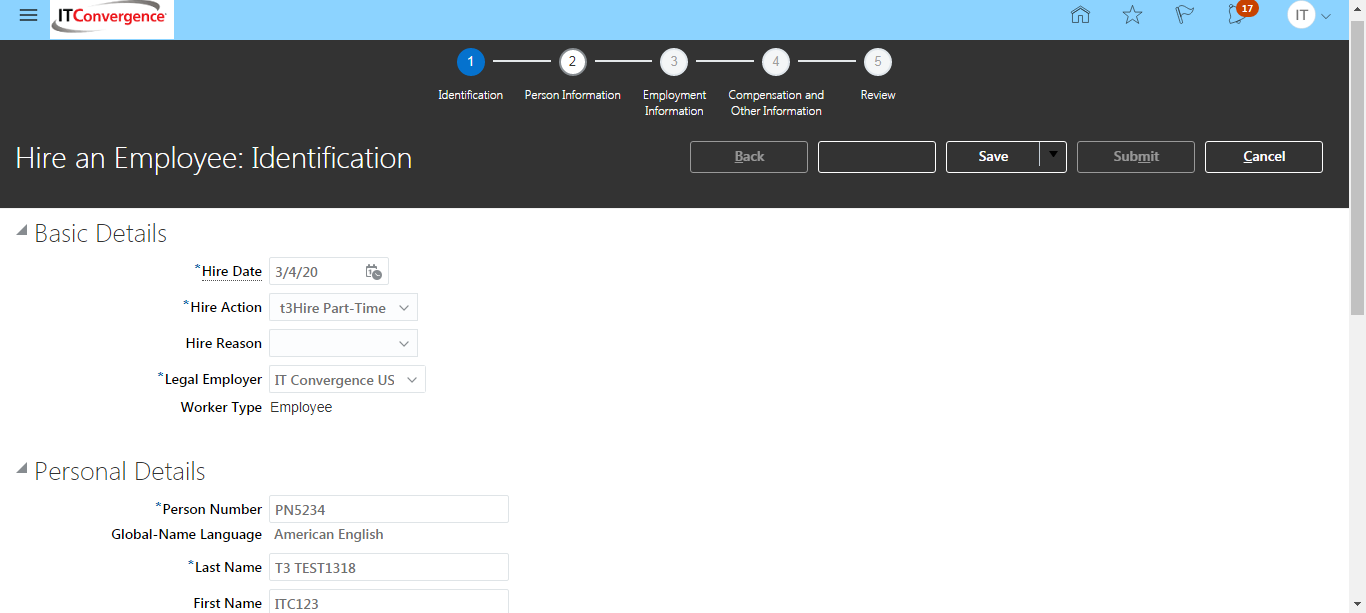 ITConvergence
17
IT
1 2 3 4 5
Identification Person Information Employment Information Compensation and Other Information Review
Hire an Employee: Identification
Back Save Submit Cancel
Basic Details
*Hire Date 3/4/20
*Hire Action t3Hire Part-Time
Hire Reason
*Legal Employer IT Convergence US
Worker Type Employee
Personal Details
*Person Number PN5234
Global-Name Language American English
*Last Name T3 TEST1318
First Name ITC123